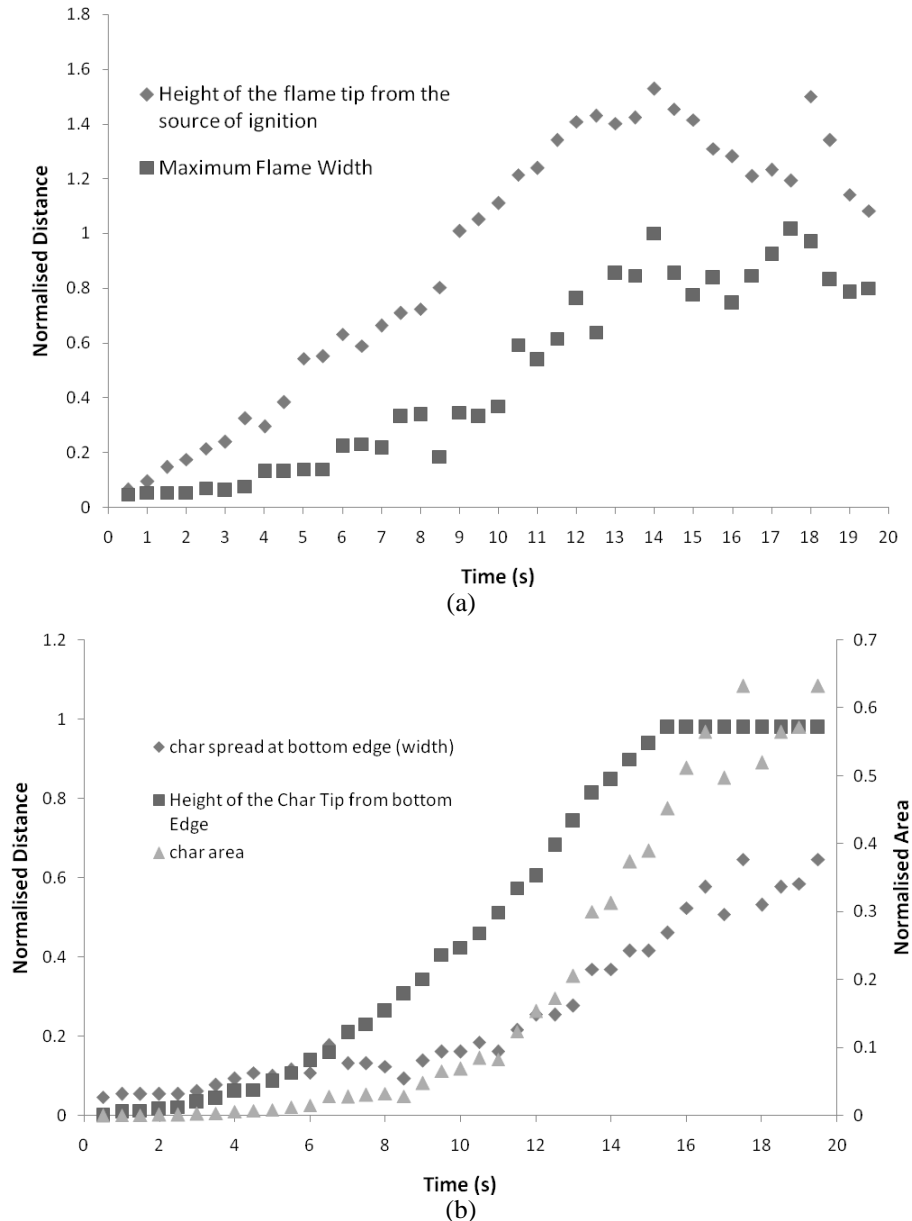 1.8
1.6
1.4
1.2
1
0.8
0.6
0.4
0.2
0
Normalised Distance
Height of the flame tip from the
source of ignition
Maximum Flame Width
0 1 2 3 4 5 6 7 8 9 10 11 12 13 14 15 16 17 18 19 20
Time (s)
(a)
1.2
1
0.8
0.6
0.4
0.2
0
Normalised Distance
char spread at bottom edge (width)
Height of the Char Tip from bottom
Edge
char area
0.7
0.6
0.5
0.4
0.3
0.2
0.1
0
Normalised Area
0 2 4 6 8 10 12 14 16 18 20
Time (s)
(b)